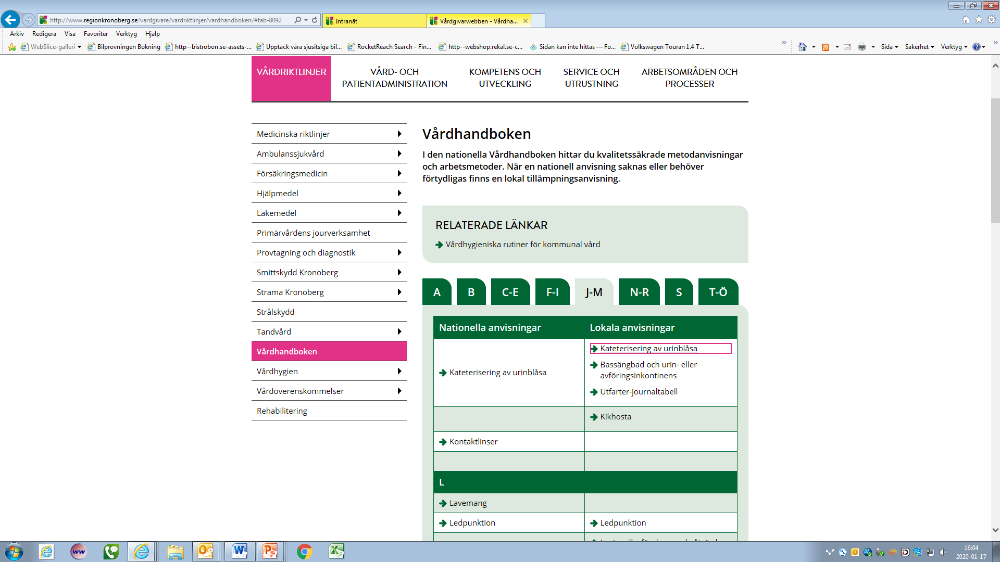 http://www.regionkronoberg.se/vardgivare/vardriktlinjer/vardhandboken/#tab-8092
Intranät
Vårdgivarwebben - Vårdha...
Arkiv Redigera Visa Favoriter Verktyg Hjälp
WebSlice-galleri
Bilprovningen Bokning
http--bistrobon.se-assets-...
Upptäck våra sjusitsiga bil...
RocketReach Search - Fin...
http--webshop.rekal.se-c...
Sidan kan inte hittas — Fo...
Volkswagen Touran 1.4 T...
Sida Säkerhet Verktyg
VÅRDRIKTLINJER
VÅRD- OCH
PATIENTADMINISTRATION
KOMPETENS OCH
UTVECKLING
SERVICE OCH
UTRUSTNING
ARBETSOMRÅDEN OCH
PROCESSER
Medicinska riktlinjer
Ambulanssjukvård
Försäkringsmedicin
Hjälpmedel
Läkemedel
Primärvårdens jourverksamhet
Provtagning och diagnostik
Smittskydd Kronoberg
Strama Kronoberg
Strålskydd
Tandvård
Vårdhandboken
Vårdhygien
Vårdöverenskommelser
Rehabilitering
Vårdhandboken
I den nationella Vårdhandboken hittar du kvalitetssäkrade metodanvisningar
och arbetsmetoder. När en nationell anvisning saknas eller behöver
förtydligas finns en lokal tillämpningsanvisning.
RELATERADE LÄNKAR
Vårdhygieniska rutiner för kommunal vård
A B C-E F-I J-M N-R S T-Ö
Nationella anvisningar Lokala anvisningar
Kateterisering av urinblåsa
Kateterisering av urinblåsa
Bassängbad och urin- eller
avföringsinkontinens
Utfarter-journaltabell
Kikhosta
Kontaktlinser
L
Lavemang
Ledpunktion Ledpunktion
16:04
2020-01-17